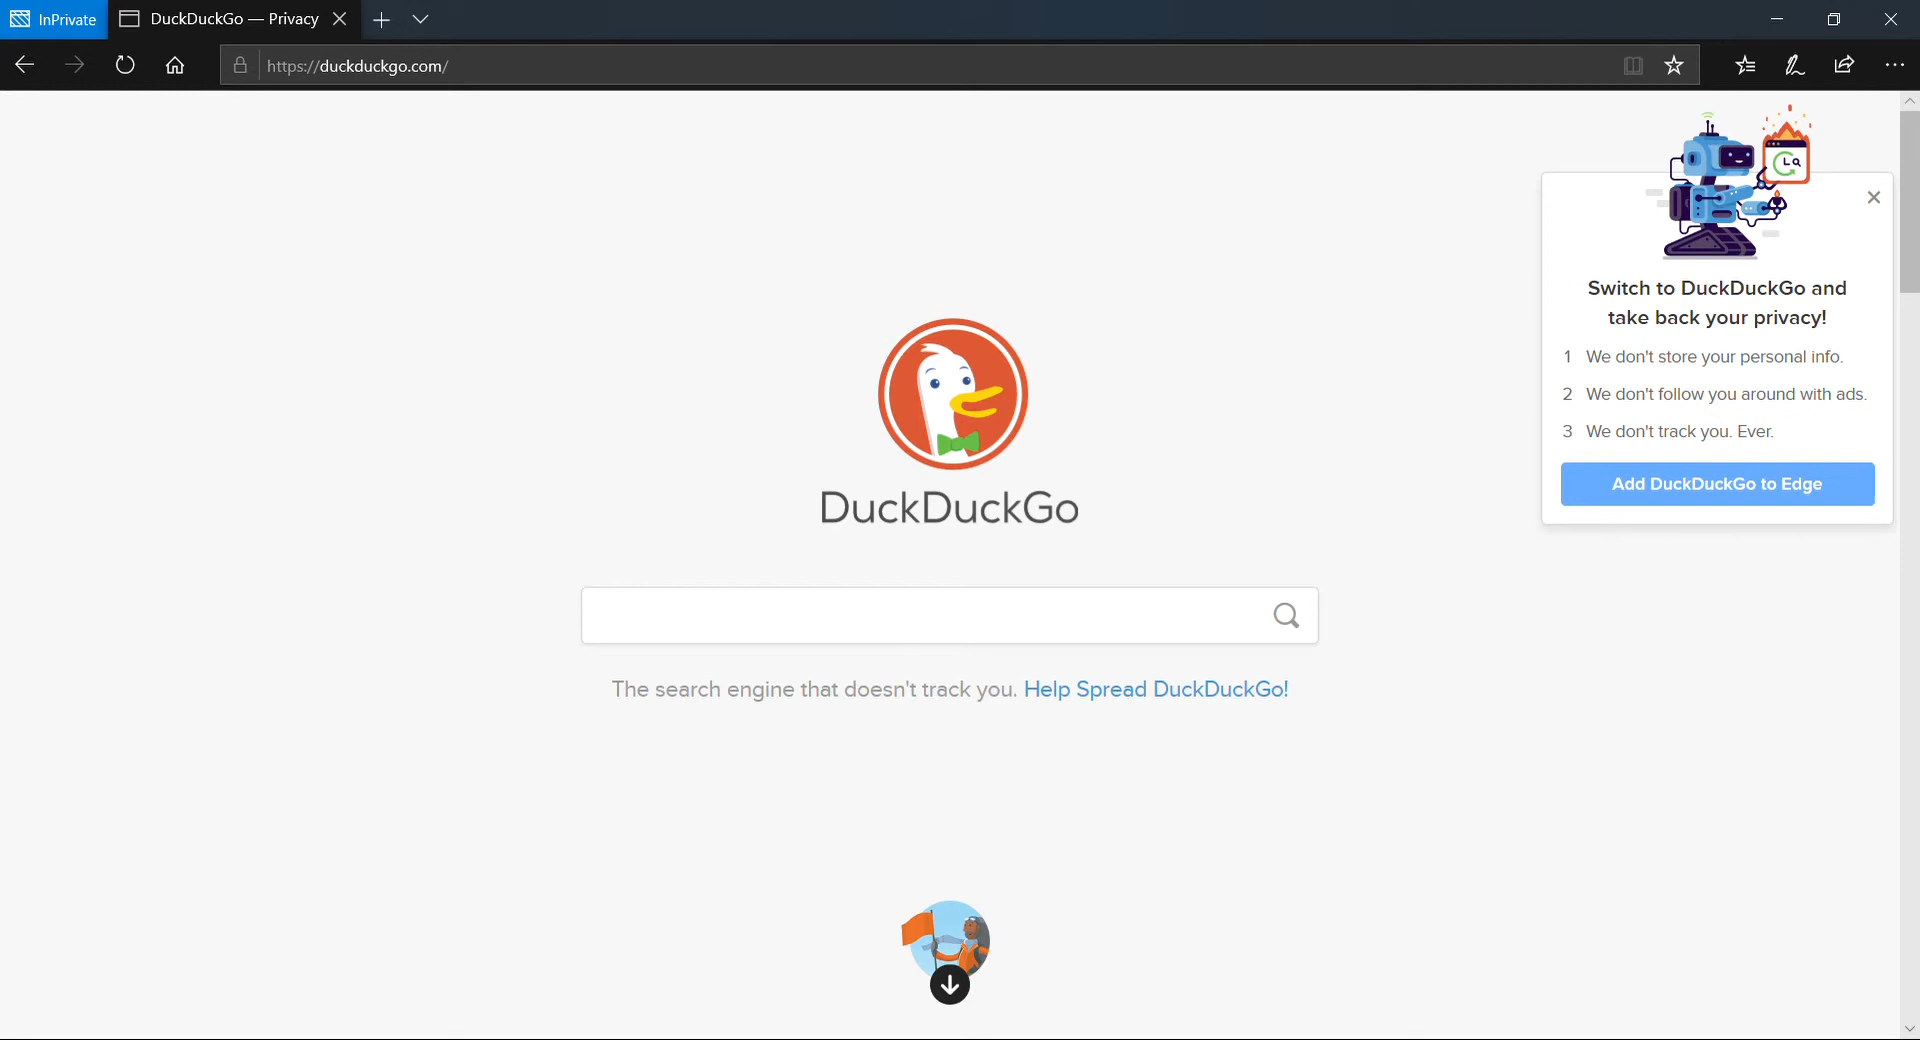 InPrivate
DuckDuckGo — Privacy
https://duckduckgo.com/
Switch to DuckDuckGo and
take back your privacy!
1 We don't store your personal info.
2 We don't follow you around with ads.
3 We don't track you. Ever.
Add DuckDuckGo to Edge
DuckDuckGo
The search engine that doesn't track you. Help Spread DuckDuckGo!